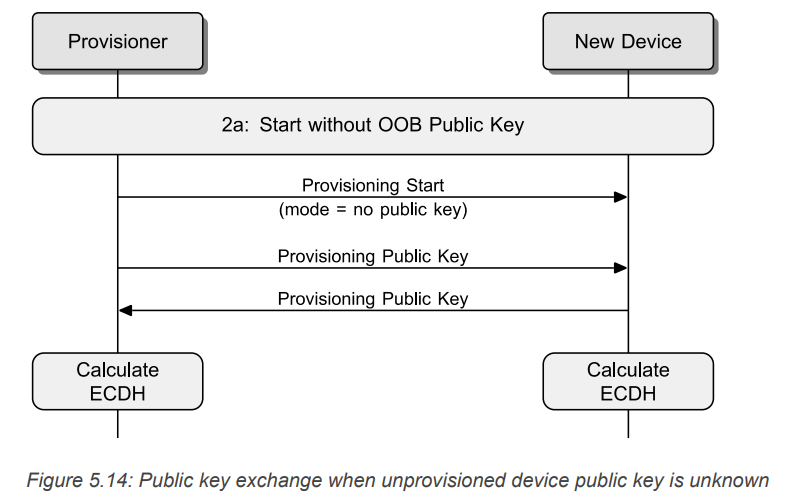 Provisioner
New Device
2a: Start without OOB Public Key
Provisioning Start
(mode = no public key)
Provisioning Public Key
Provisioning Public Key
Calculate
ECDH
Calculate
ECDH
Figure 5.14: Public key exchange when unprovisioned device public key is unknown